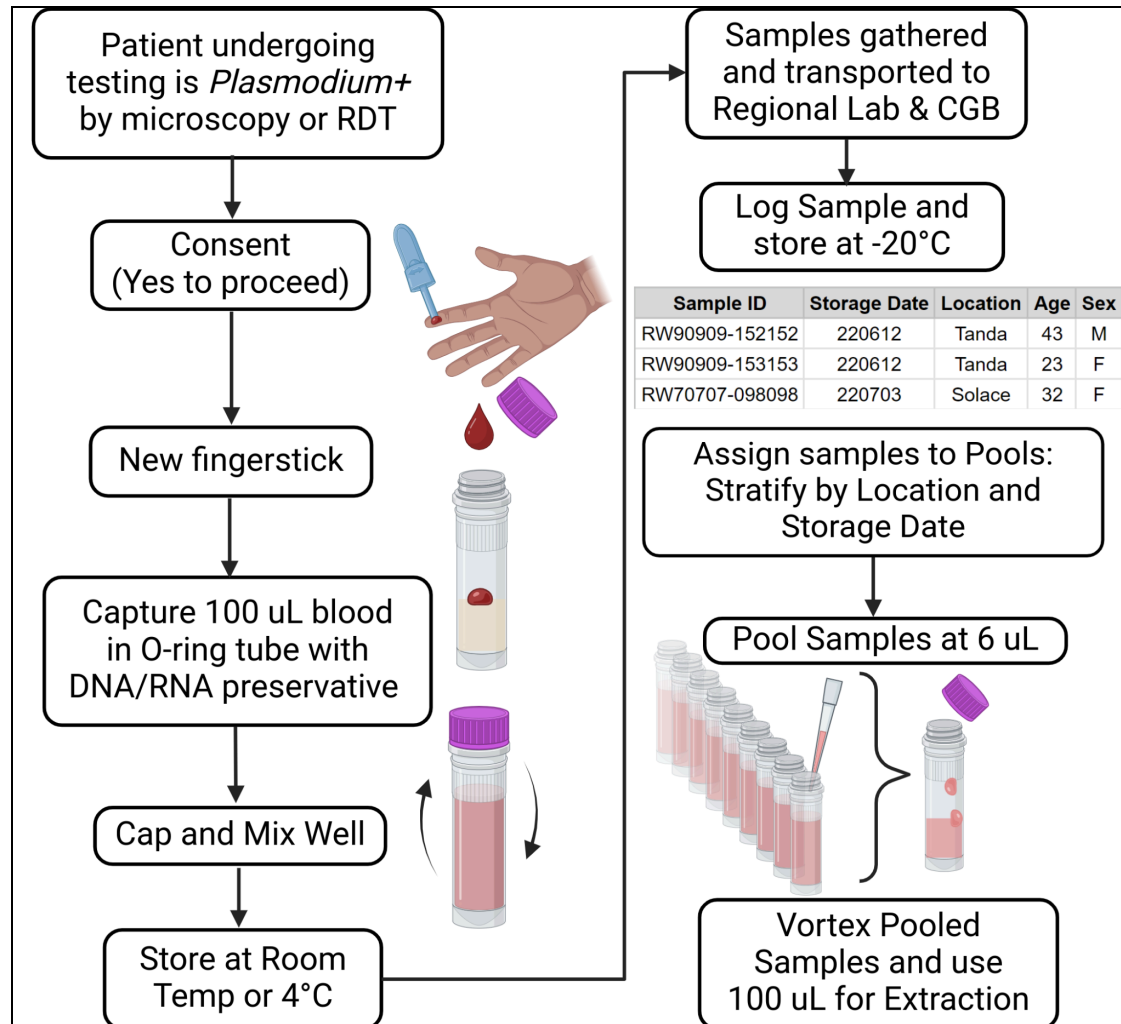 Patient undergoing
testing is Plasmodium+
by microscopy or RDT
Consent
(Yes to proceed)
New fingerstick
Capture 100 uL blood
in O-ring tube with
DNA/RNA preservative
Cap and Mix Well
Store at Room
Temp or 4°C
Samples gathered
and transported to
Regional Lab & CGB
Log Sample and
store at -20°C
Sample ID Storage Date Location Age Sex
RW90909-152152 220612 Tanda 43 M
RW90909-153153 220612 Tanda 23 F
RW70707-098098 220703 Solace 32 F
Assign samples to Pools:
Stratify by Location and
Storage Date
Pool Samples at 6 uL
Vortex Pooled
Samples and use
100 uL for Extraction